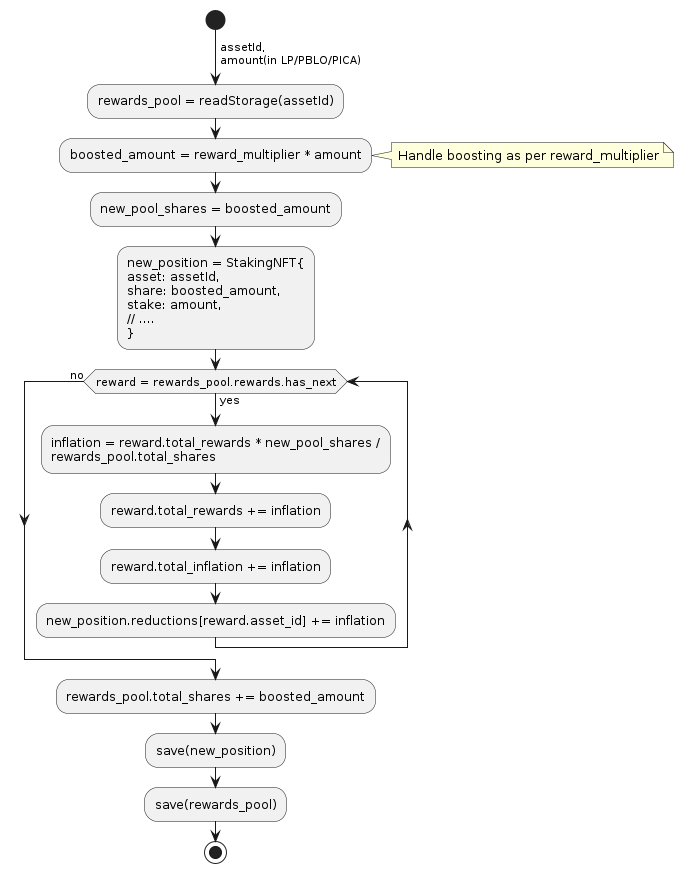 assetId,
amount(in LP/PBLO/PICA)
rewards_pool = readStorage(assetId)
boosted_amount = reward_multiplier * amount
Handle boosting as per reward_multiplier
new_pool_shares = boosted_amount
new_position = StakingNFT{
asset: assetId,
share: boosted_amount,
stake: amount,
// ....
}
no
reward = rewards_pool.rewards.has_next
yes
inflation = reward.total_rewards * new_pool_shares /
rewards_pool.total_shares
reward.total_rewards += inflation
reward.total_inflation += inflation
new_position.reductions[reward.asset_id] += inflation
rewards_pool.total_shares += boosted_amount
save(new_position)
save(rewards_pool)